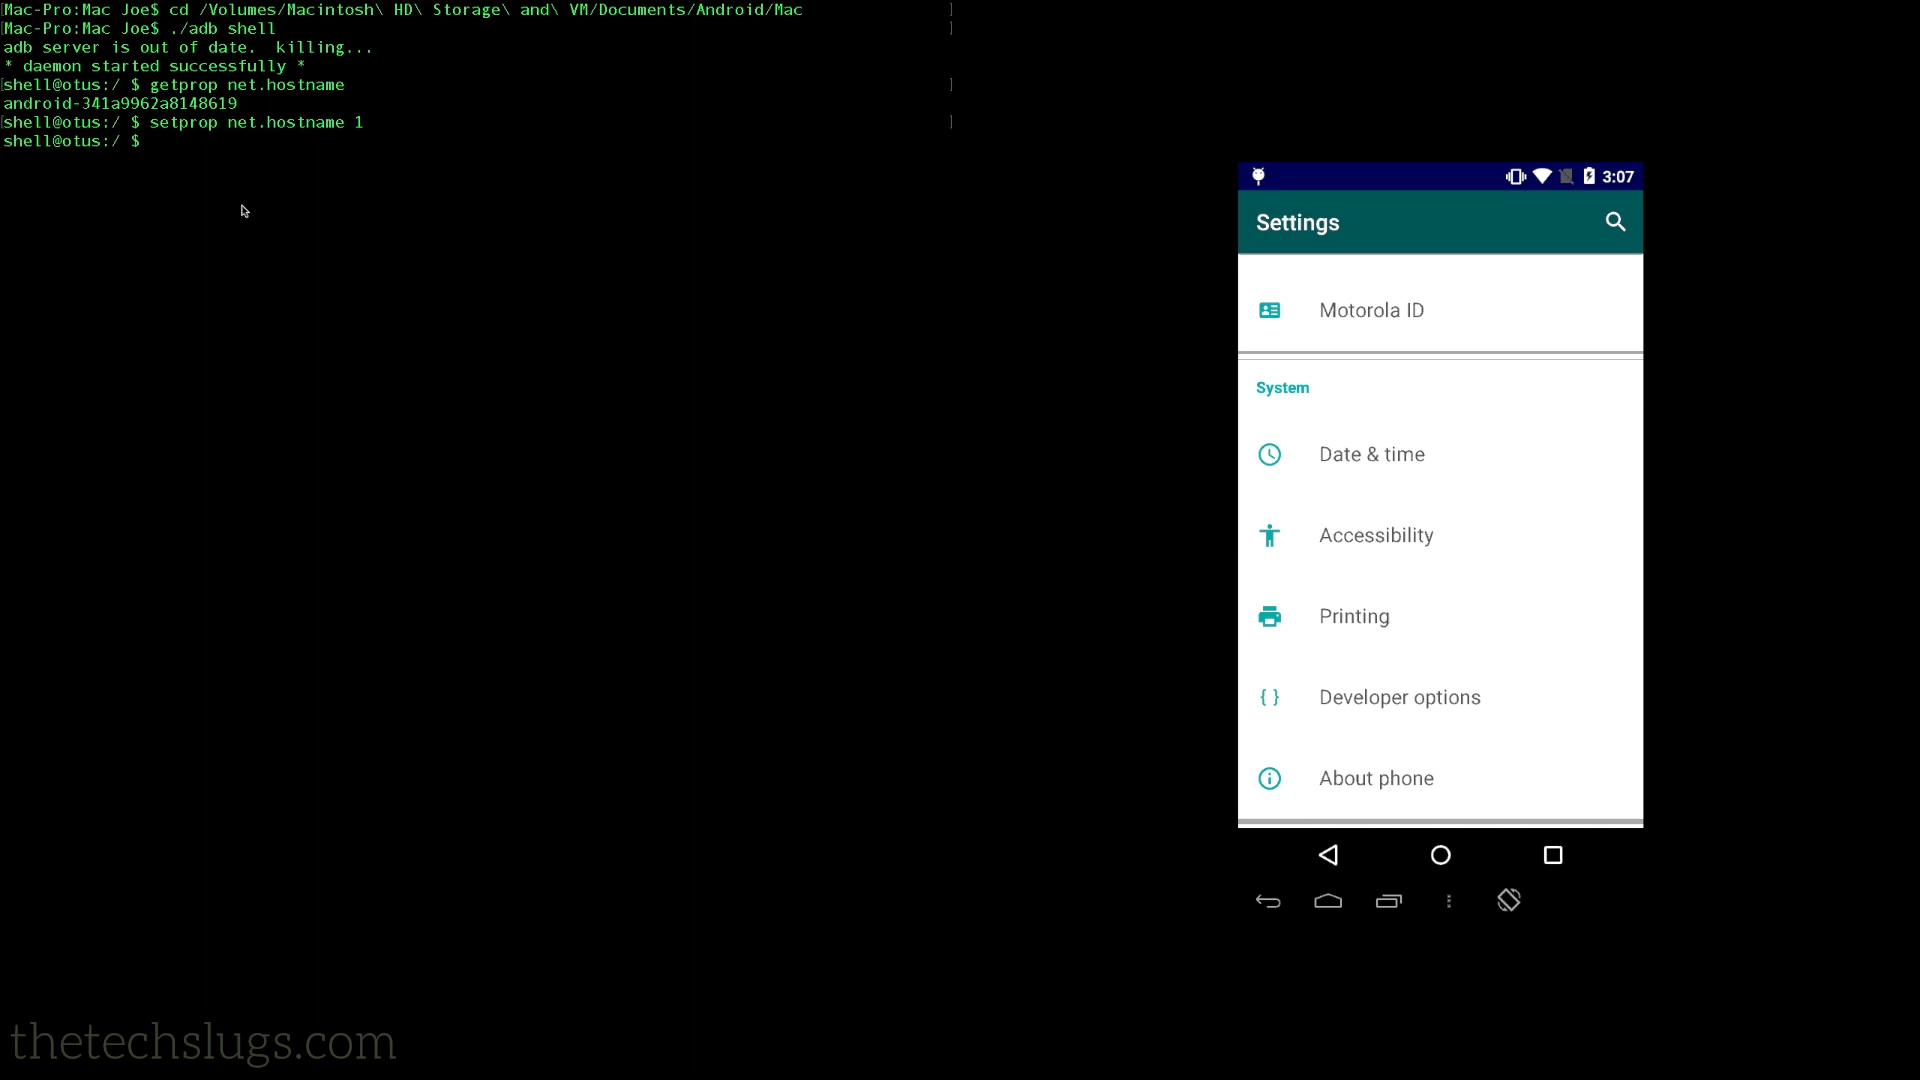 [Mac-Pro:Mac Joe$ cd /Volumes/Macintosh\ HD\ Storage\ and\ VM/Documents/Android/Mac ]
[Mac-Pro:Mac Joe$ ./adb shell ]
adb server is out of date.  killing...
* daemon started successfully *
[shell@otus:/ $ getprop net.hostname ]
android-341a9962a8148619
[shell@otus:/ $ setprop net.hostname 1 ]
shell@otus:/ $
3:07
Settings
Motorola ID
System
Date & time
Accessibility
Printing
{ } Developer options
About phone
thetechslugs.com